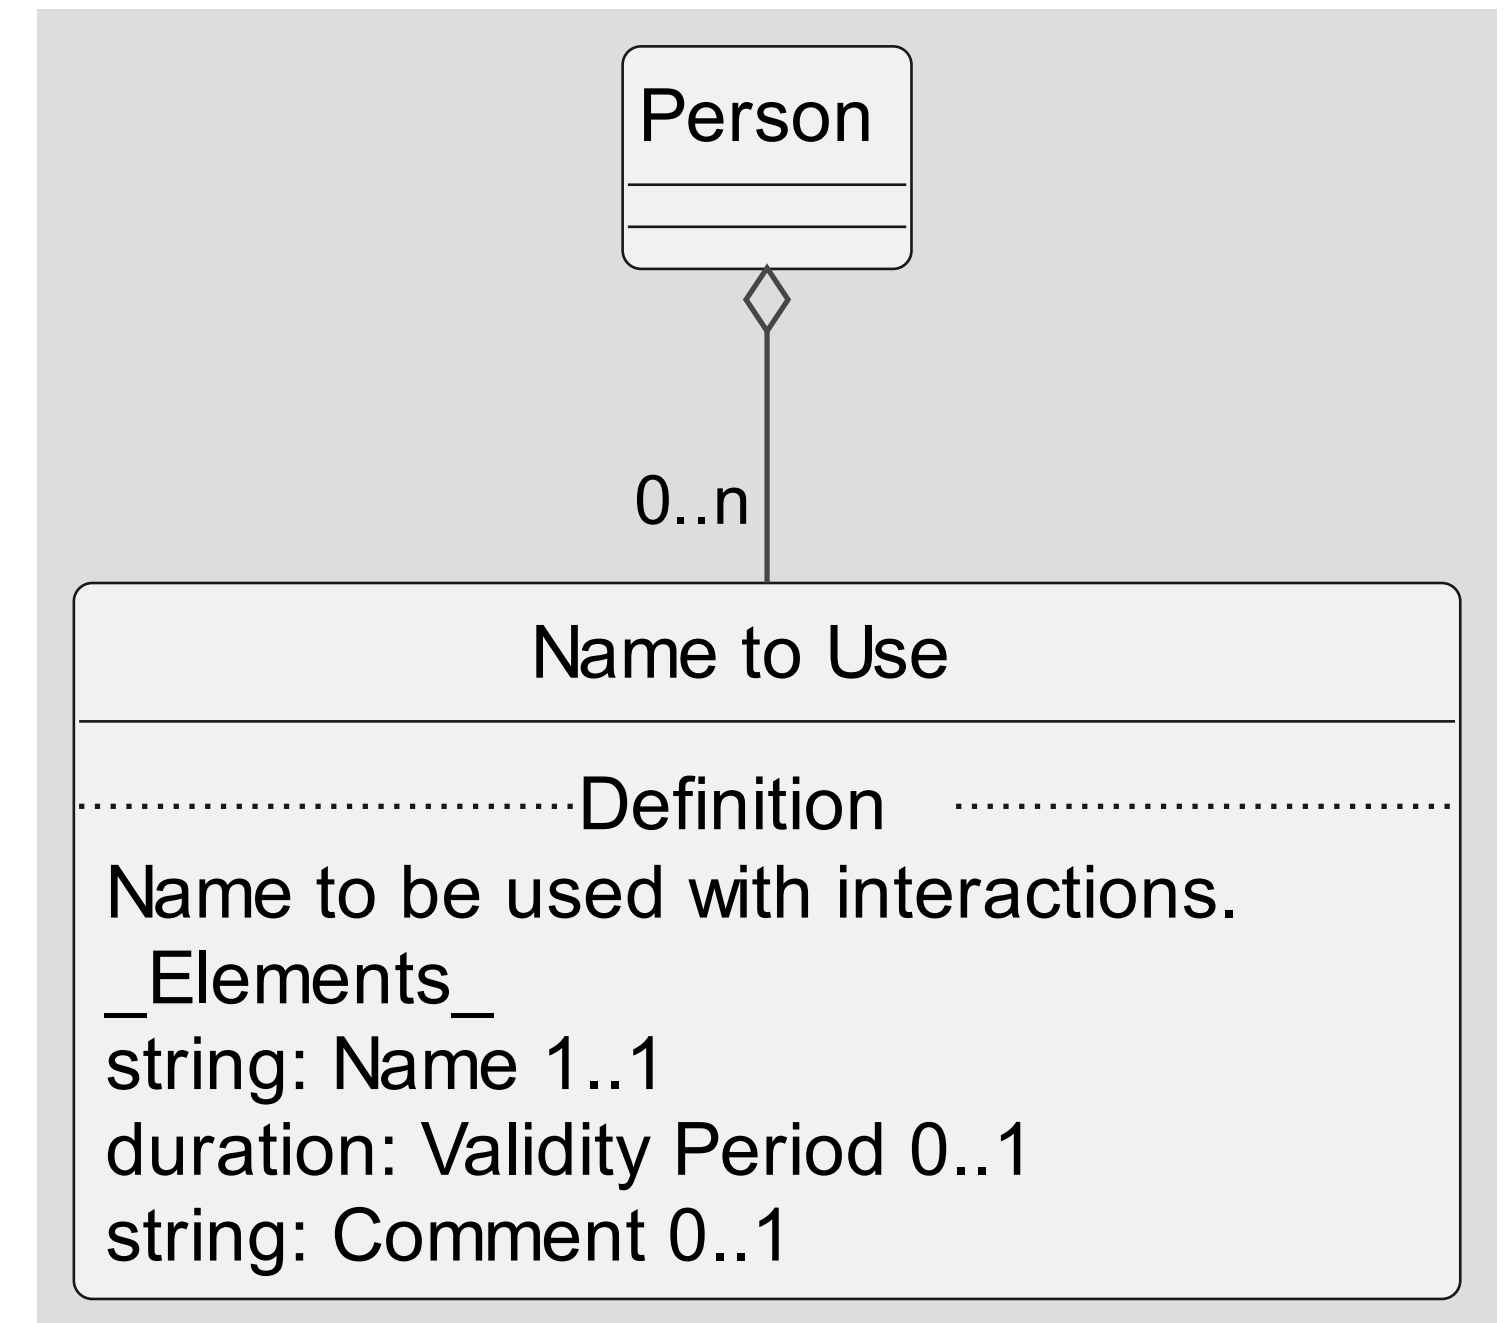 Person
0..n
Name to Use
Definition
Name to be used with interactions.
_Elements_
string: Name 1..1
duration: Validity Period 0..1
string: Comment 0..1